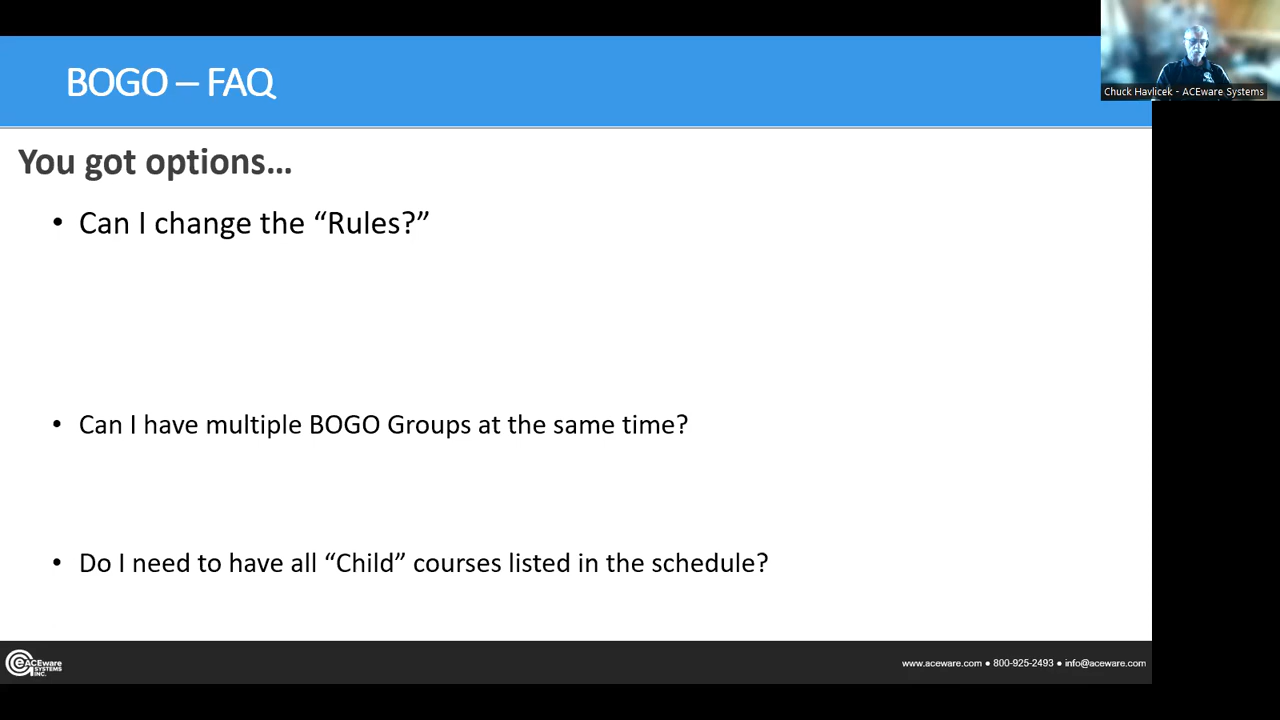 BOGO – FAQ
Chuck Havlicek - ACEware Systems
You got options…
• Can I change the “Rules?”
• Can I have multiple BOGO Groups at the same time?
• Do I need to have all “Child” courses listed in the schedule?
ACEware
SYSTEMS
INC.
www.aceware.com ● 800-925-2493 ● info@aceware.com